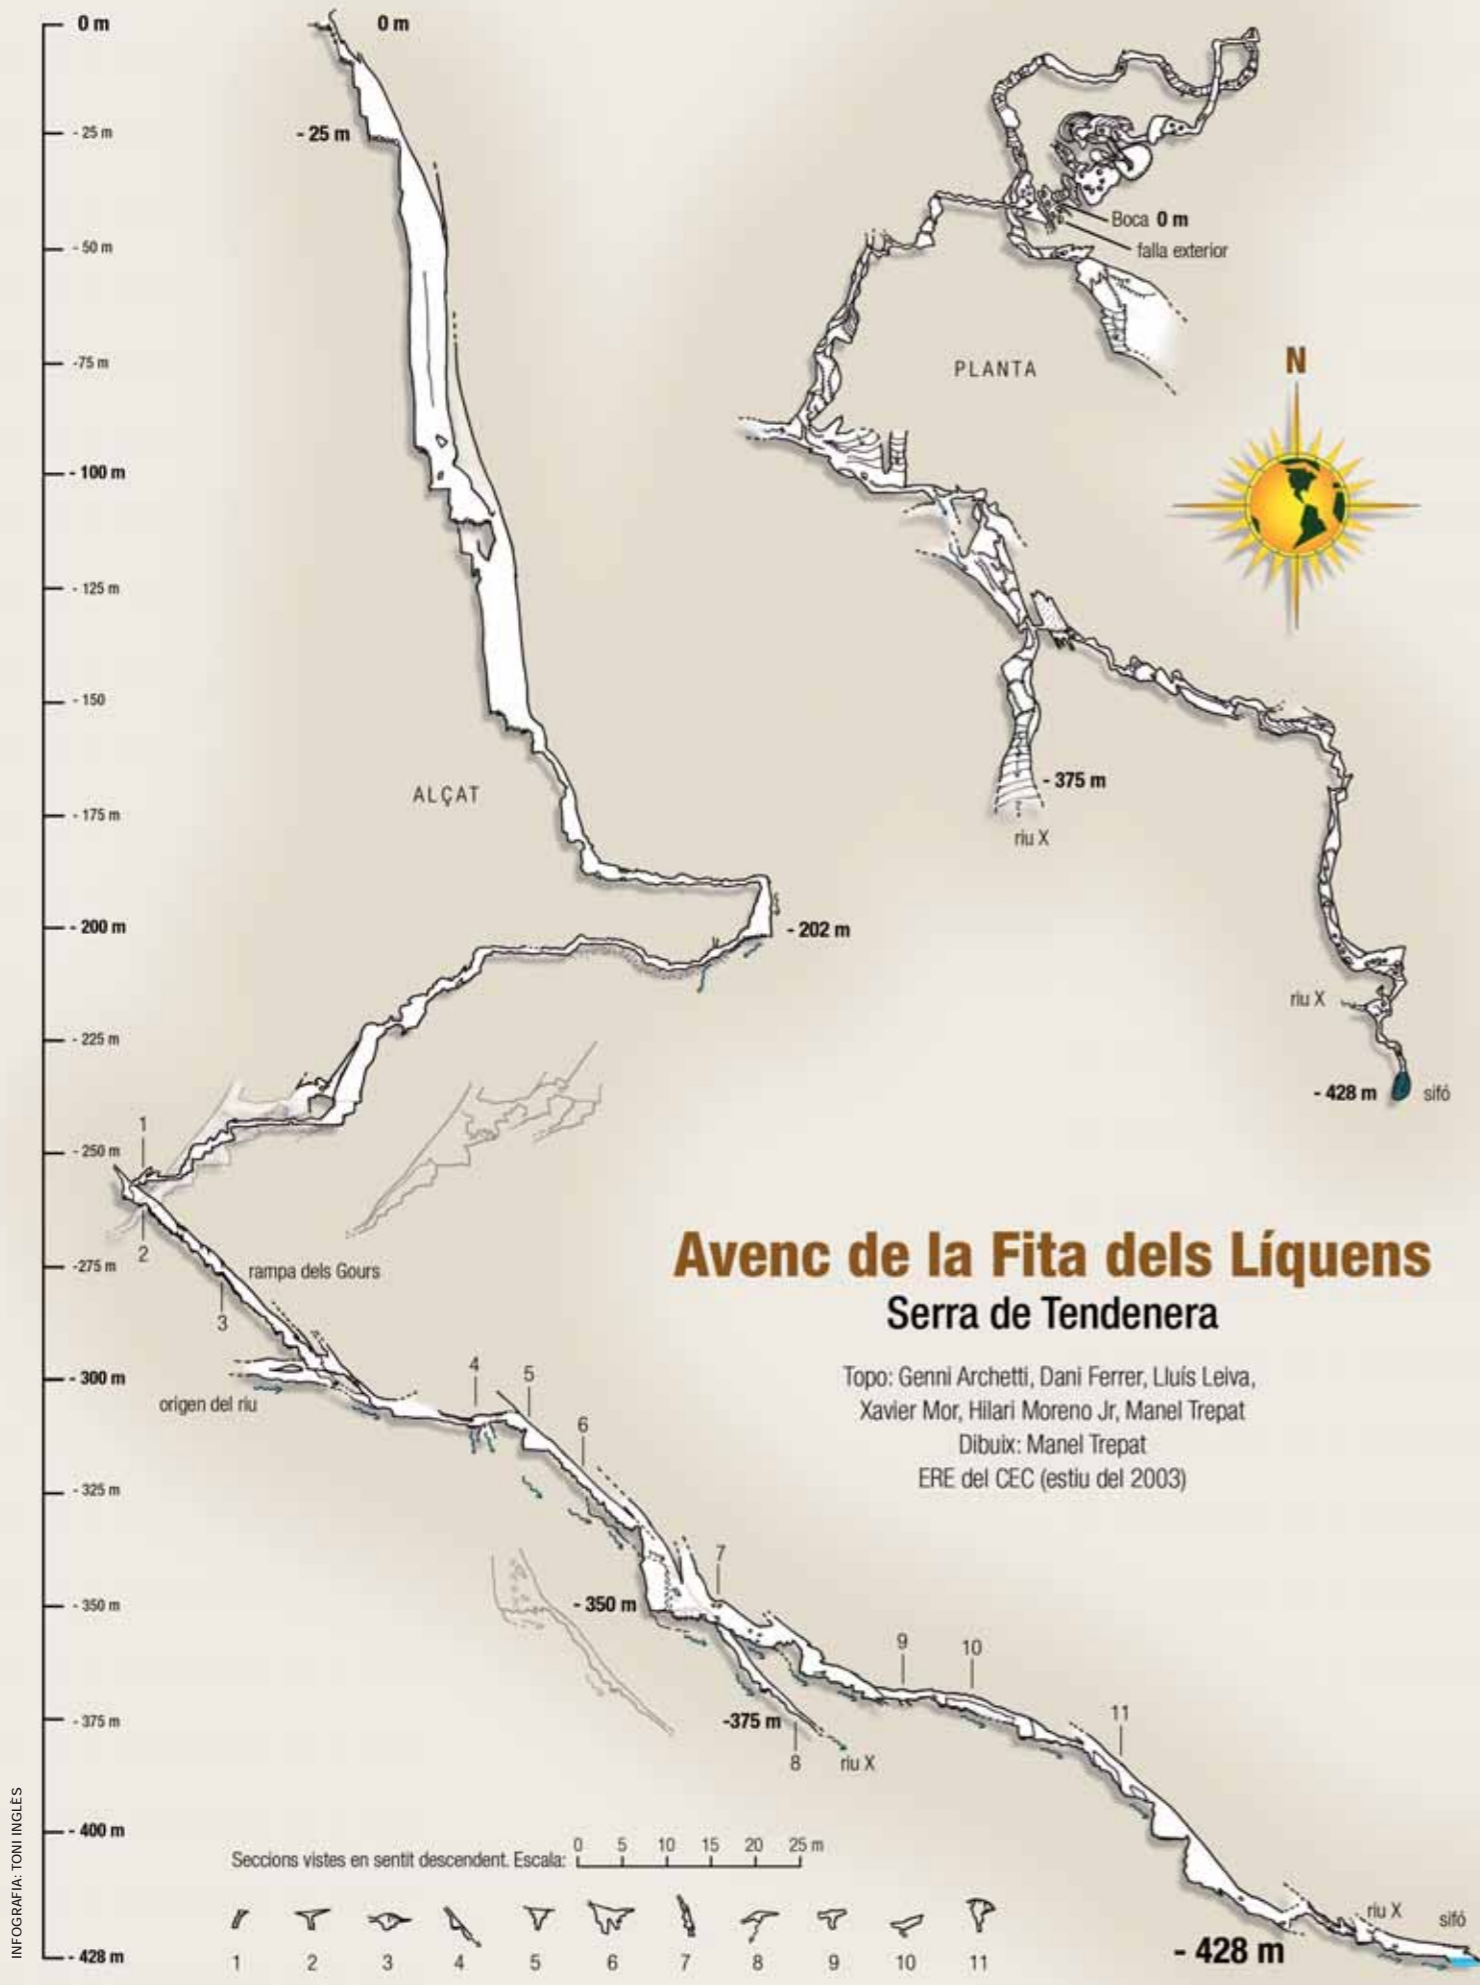 0 m
- 25 m
- 50 m
-75 m
- 100 m
- 125 m
- 150
- 175 m
- 200 m
- 225 m
- 250 m
-275 m
- 300 m
- 325 m
- 350 m
- 375 m
- 400 m
- 428 m
0 m
- 25 m
ALÇAT
- 202 m
1
2
rampa dels Gours
3
origen del riu
4
5
6
- 350 m
7
-375 m
8
riu X
9
10
11
riu X
sifó
- 428 m
Boca 0 m
falla exterior
PLANTA
N
- 375 m
riu X
riu X
- 428 m
sifó
Avenc de la Fita dels Líquens
Serra de Tendenera
Topo: Genni Archetti, Dani Ferrer, Lluís Leiva,
Xavier Mor, Hilari Moreno Jr, Manel Trepat
Dibuix: Manel Trepat
ERE del CEC (estiu del 2003)
Seccions vistes en sentit descendent. Escala:
0 5 10 15 20 25 m
1 2 3 4 5 6 7 8 9 10 11
INFOGRAFIA: TONI INGLÈS